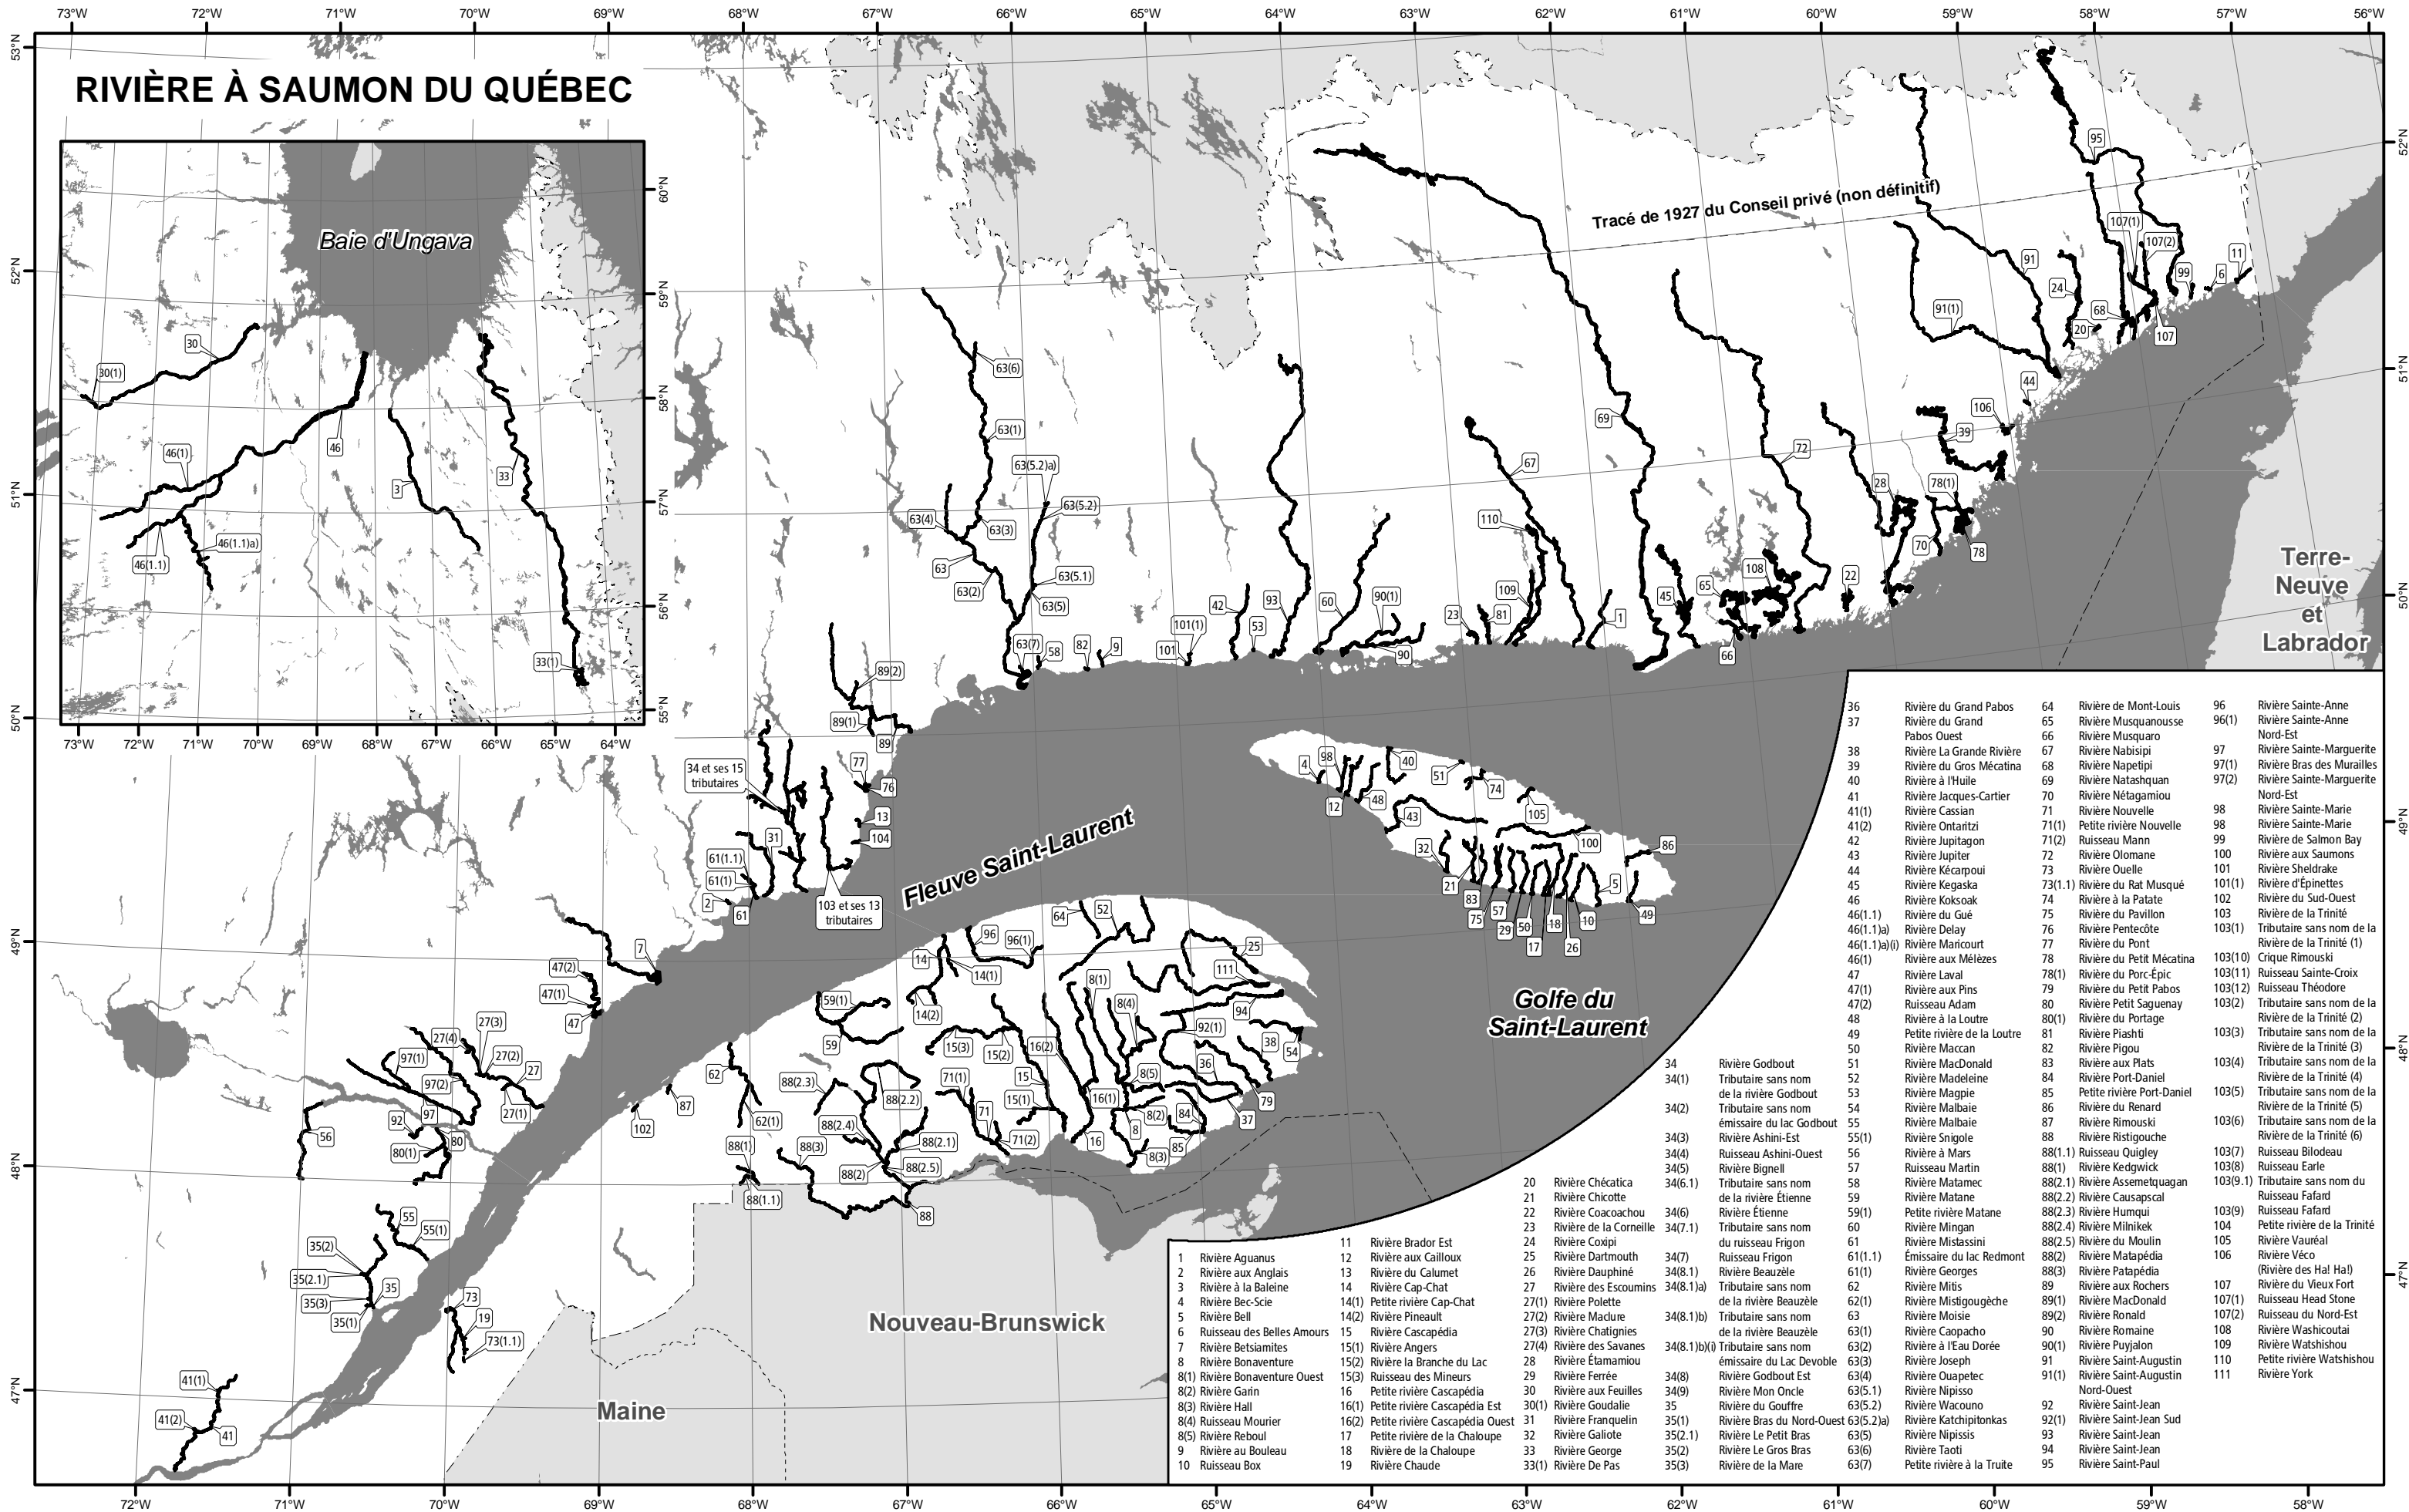 RIVIÈRE À SAUMON DU QUÉBEC
Baie d'Ungava
Tracé de 1927 du Conseil privé (non définitif)
Terre-
Neuve
et
Labrador
Fleuve Saint-Laurent
Golfe du
Saint-Laurent
Nouveau-Brunswick
Maine
34 et ses 15
tributaires
103 et ses 13
tributaires
1 Rivière Aguanus
2 Rivière aux Anglais
3 Rivière à la Baleine
4 Rivière Bec-Scie
5 Rivière Bell
6 Ruisseau des Belles Amours
7 Rivière Betsiamites
8 Rivière Bonaventure
8(1) Rivière Bonaventure Ouest
8(2) Rivière Garin
8(3) Rivière Hall
8(4) Ruisseau Mourier
8(5) Rivière Reboul
9 Rivière au Bouleau
10 Ruisseau Box
11 Rivière Brador Est
12 Rivière aux Cailloux
13 Rivière du Calumet
14 Rivière Cap-Chat
14(1) Petite rivière Cap-Chat
14(2) Rivière Pineault
15 Rivière Cascapédia
15(1) Rivière Angers
15(2) Rivière la Branche du Lac
15(3) Ruisseau des Mineurs
16 Petite rivière Cascapédia
16(1) Petite rivière Cascapédia Est
16(2) Petite rivière Cascapédia Ouest
17 Petite rivière de la Chaloupe
18 Rivière de la Chaloupe
19 Rivière Chaude
20 Rivière Chécatica
21 Rivière Chicotte
22 Rivière Coacoachou
23 Rivière de la Corneille
24 Rivière Coxipi
25 Rivière Dartmouth
26 Rivière Dauphiné
27 Rivière des Escoumins
27(1) Rivière Polette
27(2) Rivière Maclure
27(3) Rivière Chatignies
27(4) Rivière des Savanes
28 Rivière Étamamiou
29 Rivière Ferrée
30 Rivière aux Feuilles
30(1) Rivière Goudalie
31 Rivière Franquelin
32 Rivière Galiote
33 Rivière George
33(1) Rivière De Pas
34 Rivière Godbout
34(1) Tributaire sans nom
de la rivière Godbout
34(2) Tributaire sans nom
émissaire du lac Godbout
34(3) Rivière Ashini-Est
34(4) Ruisseau Ashini-Ouest
34(5) Rivière Bignell
34(6.1) Tributaire sans nom
de la rivière Étienne
34(6) Rivière Étienne
34(7.1) Tributaire sans nom
du ruisseau Frigon
34(7) Ruisseau Frigon
34(8.1) Rivière Beauzèle
34(8.1)a) Tributaire sans nom
de la rivière Beauzèle
34(8.1)b) Tributaire sans nom
de la rivière Beauzèle
34(8.1)b)(i) Tributaire sans nom
émissaire du Lac Devoble
34(8) Rivière Godbout Est
34(9) Rivière Mon Oncle
35 Rivière du Gouffre
35(1) Rivière Bras du Nord-Ouest
35(2.1) Rivière Le Petit Bras
35(2) Rivière Le Gros Bras
35(3) Rivière de la Mare
36 Rivière du Grand Pabos
37 Rivière du Grand
Pabos Ouest
38 Rivière La Grande Rivière
39 Rivière du Gros Mécatina
40 Rivière à l'Huile
41 Rivière Jacques-Cartier
41(1) Rivière Cassian
41(2) Rivière Ontaritzi
42 Rivière Jupitagon
43 Rivière Jupiter
44 Rivière Kécarpoui
45 Rivière Kegaska
46 Rivière Koksoak
46(1.1) Rivière du Gué
46(1.1)a) Rivière Delay
46(1.1)a)(i) Rivière Maricourt
46(1) Rivière aux Mélèzes
47 Rivière Laval
47(1) Rivière aux Pins
47(2) Ruisseau Adam
48 Rivière à la Loutre
49 Petite rivière de la Loutre
50 Rivière Maccan
51 Rivière MacDonald
52 Rivière Madeleine
53 Rivière Magpie
54 Rivière Malbaie
55 Rivière Malbaie
55(1) Rivière Snigole
56 Rivière à Mars
57 Ruisseau Martin
58 Rivière Matamec
59 Rivière Matane
59(1) Petite rivière Matane
60 Rivière Mingan
61 Rivière Mistassini
61(1.1) Émissaire du lac Redmont
61(1) Rivière Georges
62 Rivière Mitis
62(1) Rivière Mistigougèche
63 Rivière Moisie
63(1) Rivière Caopacho
63(2) Rivière à l'Eau Dorée
63(3) Rivière Joseph
63(4) Rivière Ouapetec
63(5.1) Rivière Nipisso
63(5.2) Rivière Wacouno
63(5.2)a) Rivière Katchipitonkas
63(5) Rivière Nipissis
63(6) Rivière Taoti
63(7) Petite rivière à la Truite
64 Rivière de Mont-Louis
65 Rivière Musquanousse
66 Rivière Musquaro
67 Rivière Nabisipi
68 Rivière Napetipi
69 Rivière Natashquan
70 Rivière Nétagamiou
71 Rivière Nouvelle
71(1) Petite rivière Nouvelle
71(2) Ruisseau Mann
72 Rivière Olomane
73 Rivière Ouelle
73(1.1) Rivière du Rat Musqué
74 Rivière à la Patate
75 Rivière du Pavillon
76 Rivière Pentecôte
77 Rivière du Pont
78 Rivière du Petit Mécatina
78(1) Rivière du Porc-Épic
79 Rivière du Petit Pabos
80 Rivière Petit Saguenay
80(1) Rivière du Portage
81 Rivière Piashti
82 Rivière Pigou
83 Rivière aux Plats
84 Rivière Port-Daniel
85 Petite rivière Port-Daniel
86 Rivière du Renard
87 Rivière Rimouski
88 Rivière Ristigouche
88(1.1) Ruisseau Quigley
88(1) Rivière Kedgwick
88(2.1) Rivière Assemetquagan
88(2.2) Rivière Causapscal
88(2.3) Rivière Humqui
88(2.4) Rivière Milnikek
88(2.5) Rivière du Moulin
88(2) Rivière Matapédia
88(3) Rivière Patapédia
89 Rivière aux Rochers
89(1) Rivière MacDonald
89(2) Rivière Ronald
90 Rivière Romaine
90(1) Rivière Puyjalon
91 Rivière Saint-Augustin
91(1) Rivière Saint-Augustin
Nord-Ouest
92 Rivière Saint-Jean
92(1) Rivière Saint-Jean Sud
93 Rivière Saint-Jean
94 Rivière Saint-Jean
95 Rivière Saint-Paul
96 Rivière Sainte-Anne
96(1) Rivière Sainte-Anne
Nord-Est
97 Rivière Sainte-Marguerite
97(1) Rivière Bras des Murailles
97(2) Rivière Sainte-Marguerite
Nord-Est
98 Rivière Sainte-Marie
98 Rivière Sainte-Marie
99 Rivière de Salmon Bay
100 Rivière aux Saumons
101 Rivière Sheldrake
101(1) Rivière d'Épinettes
102 Rivière du Sud-Ouest
103 Rivière de la Trinité
103(1) Tributaire sans nom de la
Rivière de la Trinité (1)
103(10) Crique Rimouski
103(11) Ruisseau Sainte-Croix
103(12) Ruisseau Théodore
103(2) Tributaire sans nom de la
Rivière de la Trinité (2)
103(3) Tributaire sans nom de la
Rivière de la Trinité (3)
103(4) Tributaire sans nom de la
Rivière de la Trinité (4)
103(5) Tributaire sans nom de la
Rivière de la Trinité (5)
103(6) Tributaire sans nom de la
Rivière de la Trinité (6)
103(7) Ruisseau Bilodeau
103(8) Ruisseau Earle
103(9.1) Tributaire sans nom du
Ruisseau Fafard
103(9) Ruisseau Fafard
104 Petite rivière de la Trinité
105 Rivière Vauréal
106 Rivière Véco
(Rivière des Ha! Ha!)
107 Rivière du Vieux Fort
107(1) Ruisseau Head Stone
107(2) Ruisseau du Nord-Est
108 Rivière Washicoutai
109 Rivière Watshishou
110 Petite rivière Watshishou
111 Rivière York